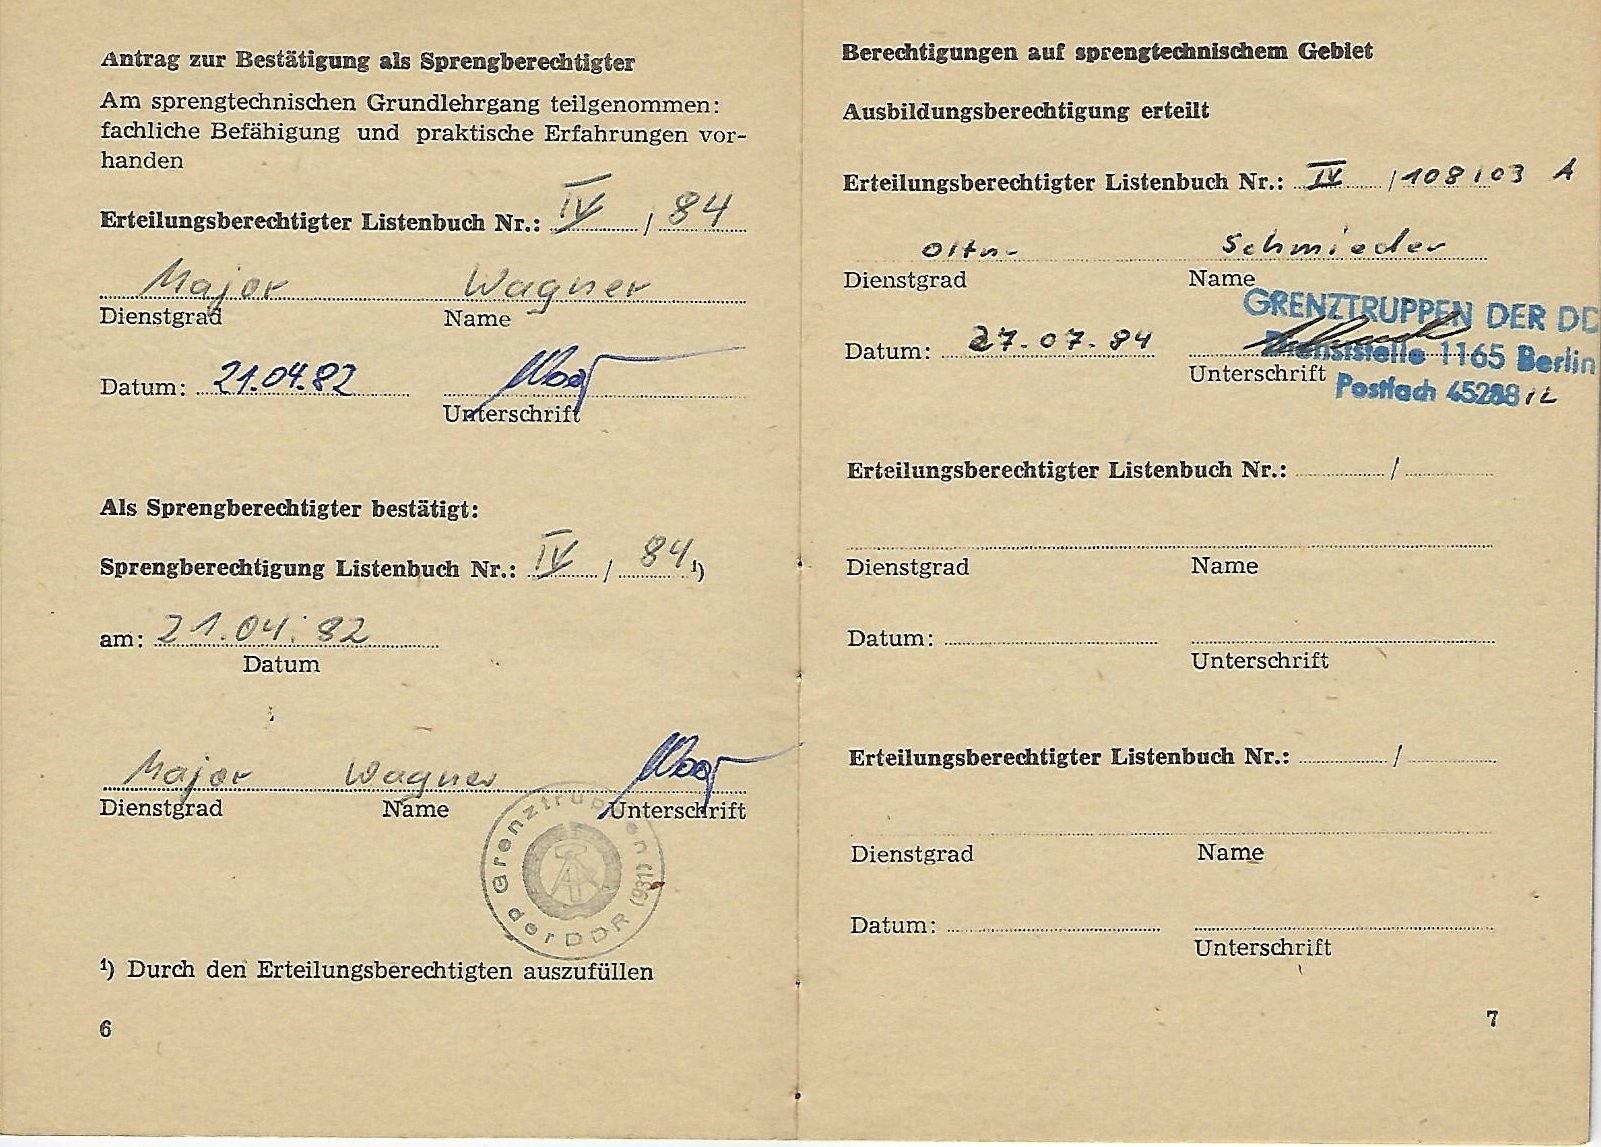 Antrag zur Bestätigung als Sprengberechtigter
Am sprengtechnischen Grundlehrgang teilgenommen:
fachliche Befähigung und praktische Erfahrungen vor-
handen
Erteilungsberechtigter Listenbuch Nr.: IV / 84
Major Wagner
Dienstgrad Name
Datum: 21.04.82
Unterschrift
Als Sprengberechtigter bestätigt:
Sprengberechtigung Listenbuch Nr.: IV / 84 ¹)
am: 21.04.82
Datum
Major Wagner
Dienstgrad Name Unterschrift
Grenztruppen der DDR
¹) Durch den Erteilungsberechtigten auszufüllen
6
Berechtigungen auf sprengtechnischem Gebiet
Ausbildungsberechtigung erteilt
Erteilungsberechtigter Listenbuch Nr.: IV / 108/03 A
Oltn. Schmieder
Dienstgrad Name
GRENZTRUPPEN DER DD
Datum: 27.07.84
Dienststelle 1165 Berlin
Unterschrift
Postfach
Erteilungsberechtigter Listenbuch Nr.: /
Dienstgrad Name
Datum:
Unterschrift
Erteilungsberechtigter Listenbuch Nr.: /
Dienstgrad Name
Datum:
Unterschrift
7